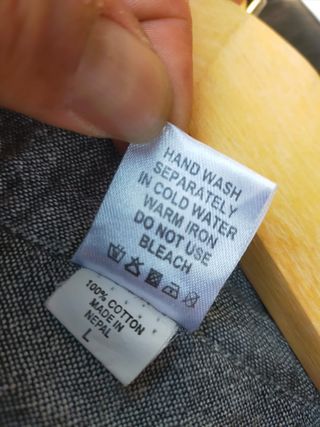 HAND WASH
SEPARATELY
IN COLD WATER
WARM IRON
DO NOT USE
BLEACH
100% COTTON
MADE IN
NEPAL
L